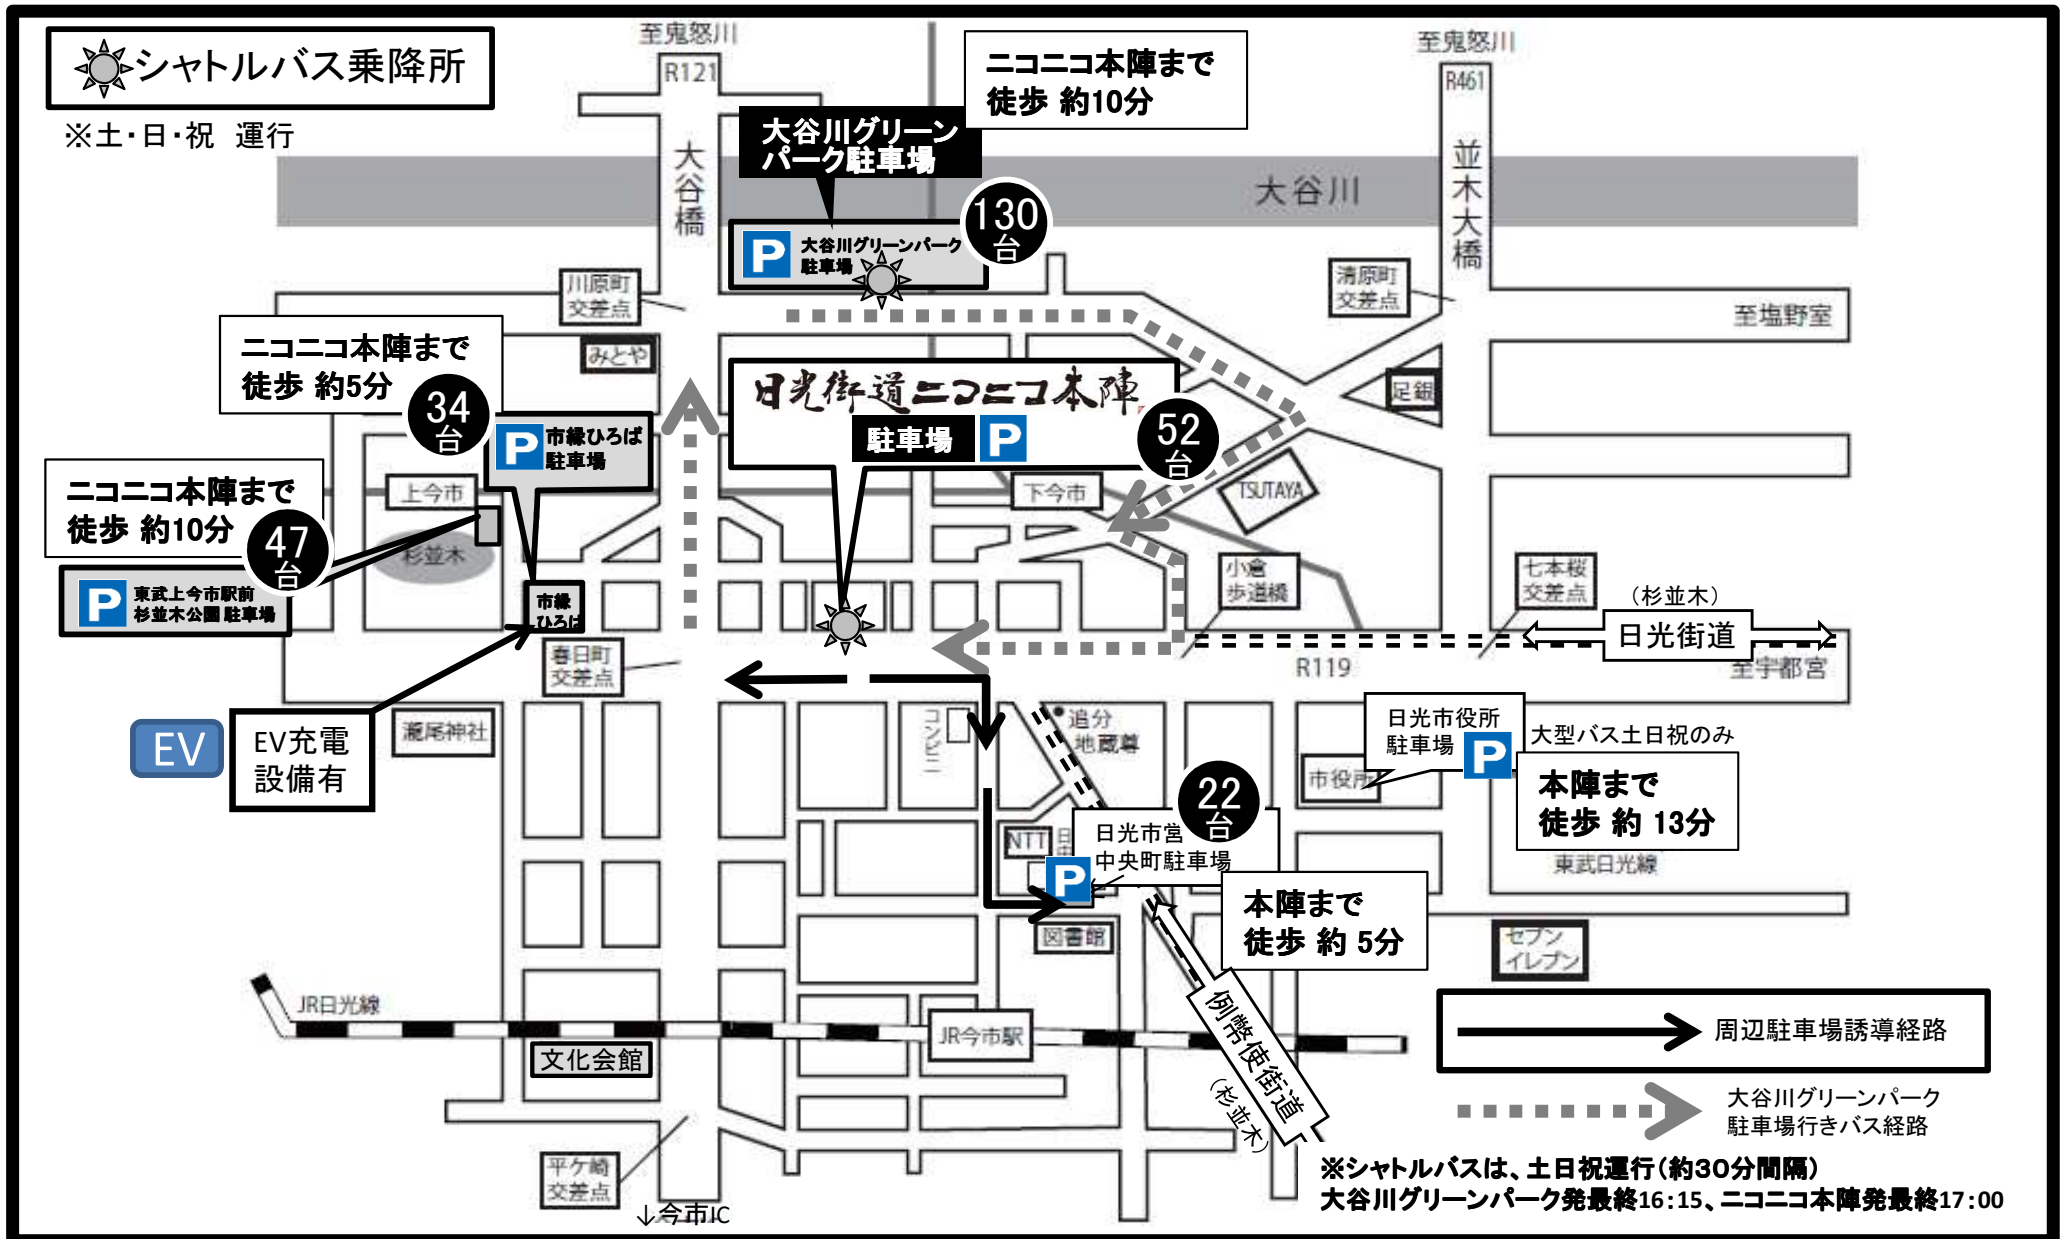 シャトルバス乗降所
※土・日・祝 運行
至鬼怒川
R121
大谷橋
ニコニコ本陣まで
徒歩 約10分
大谷川グリーン
パーク駐車場
130
台
大谷川グリーンパーク
駐車場
至鬼怒川
R461
並木大橋
大谷川
川原町
交差点
清原町
交差点
至塩野室
みとや
足銀
ニコニコ本陣まで
徒歩 約5分
34
台
市縁ひろば
駐車場
日光街道ニコニコ本陣
駐車場
52
台
ニコニコ本陣まで
徒歩 約10分
47
台
上今市
杉並木
下今市
TSUTAYA
東武上今市駅前
杉並木公園 駐車場
市縁
ひろば
小倉
歩道橋
七本桜
交差点
(杉並木)
日光街道
至宇都宮
R119
春日町
交差点
EV
EV充電
設備有
瀧尾神社
コンビニ
追分
地蔵尊
日光市役所
駐車場
大型バス土日祝のみ
市役所
本陣まで
徒歩 約 13分
22
台
NTT
日光市営
中央町駐車場
東武日光線
本陣まで
徒歩 約 5分
図書館
セブン
イレブン
JR日光線
JR今市駅
文化会館
例幣使街道
(杉並木)
平ケ崎
交差点
↓今市IC
周辺駐車場誘導経路
大谷川グリーンパーク
駐車場行きバス経路
※シャトルバスは、土日祝運行(約30分間隔)
大谷川グリーンパーク発最終16:15、ニコニコ本陣発最終17:00